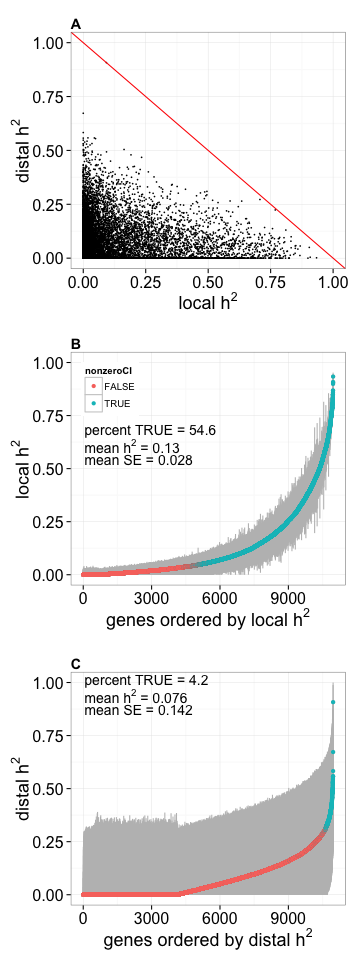 A
1.00
0.75
0.50
0.25
0.00
distal h²
0.00 0.25 0.50 0.75 1.00
local h²
B
1.00
0.75
0.50
0.25
0.00
local h²
nonzeroCI
FALSE
TRUE
percent TRUE = 54.6
mean h² = 0.13
mean SE = 0.028
0 3000 6000 9000
genes ordered by local h²
C
1.00
0.75
0.50
0.25
0.00
distal h²
percent TRUE = 4.2
mean h² = 0.076
mean SE = 0.142
0 3000 6000 9000
genes ordered by distal h²